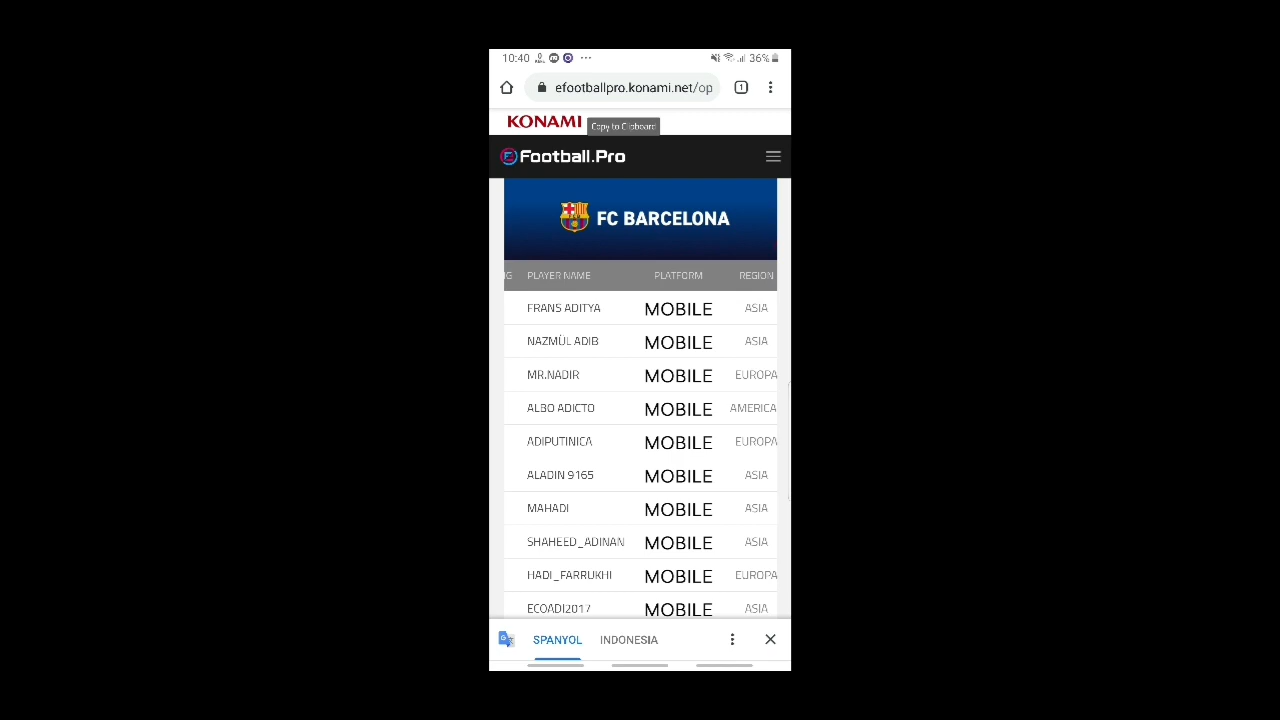 10:40 36%
efootballpro.konami.net/op 1
KONAMI Copy to Clipboard
Football.Pro
FC BARCELONA
PLAYER NAME PLATFORM REGION
FRANS ADITYA MOBILE ASIA
NAZMÜL ADIB MOBILE ASIA
MR.NADIR MOBILE EUROPA
ALBO ADICTO MOBILE AMERICA
ADIPUTINICA MOBILE EUROPA
ALADIN 9165 MOBILE ASIA
MAHADI MOBILE ASIA
SHAHEED_ADINAN MOBILE ASIA
HADI_FARRUKHI MOBILE EUROPA
ECOADI2017 MOBILE ASIA
SPANYOL INDONESIA